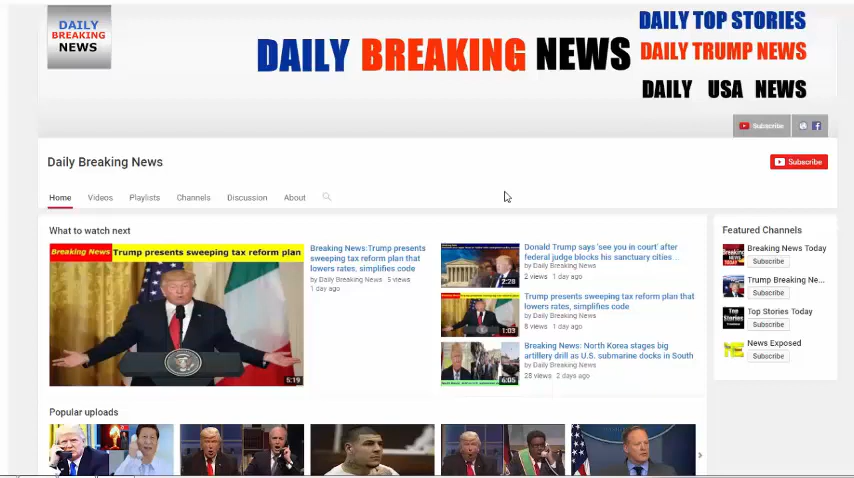 DAILY
BREAKING
NEWS
DAILY BREAKING NEWS
DAILY TOP STORIES
DAILY TRUMP NEWS
DAILY USA NEWS
Subscribe
Daily Breaking News
Subscribe
Home Videos Playlists Channels Discussion About
What to watch next
Breaking News Trump presents sweeping tax reform plan
5:19
Breaking News:Trump presents
sweeping tax reform plan that
lowers rates, simplifies code
by Daily Breaking News 5 views
1 day ago
2:28
Donald Trump says 'see you in court' after
federal judge blocks his sanctuary cities...
by Daily Breaking News
2 views 1 day ago
1:03
Trump presents sweeping tax reform plan that
lowers rates, simplifies code
by Daily Breaking News
6 views 1 day ago
6:05
Breaking News: North Korea stages big
artillery drill as U.S. submarine docks in South
by Daily Breaking News
28 views 2 days ago
Featured Channels
Breaking News Today
Subscribe
Trump Breaking Ne...
Subscribe
Top Stories Today
Subscribe
News Exposed
Subscribe
Popular uploads